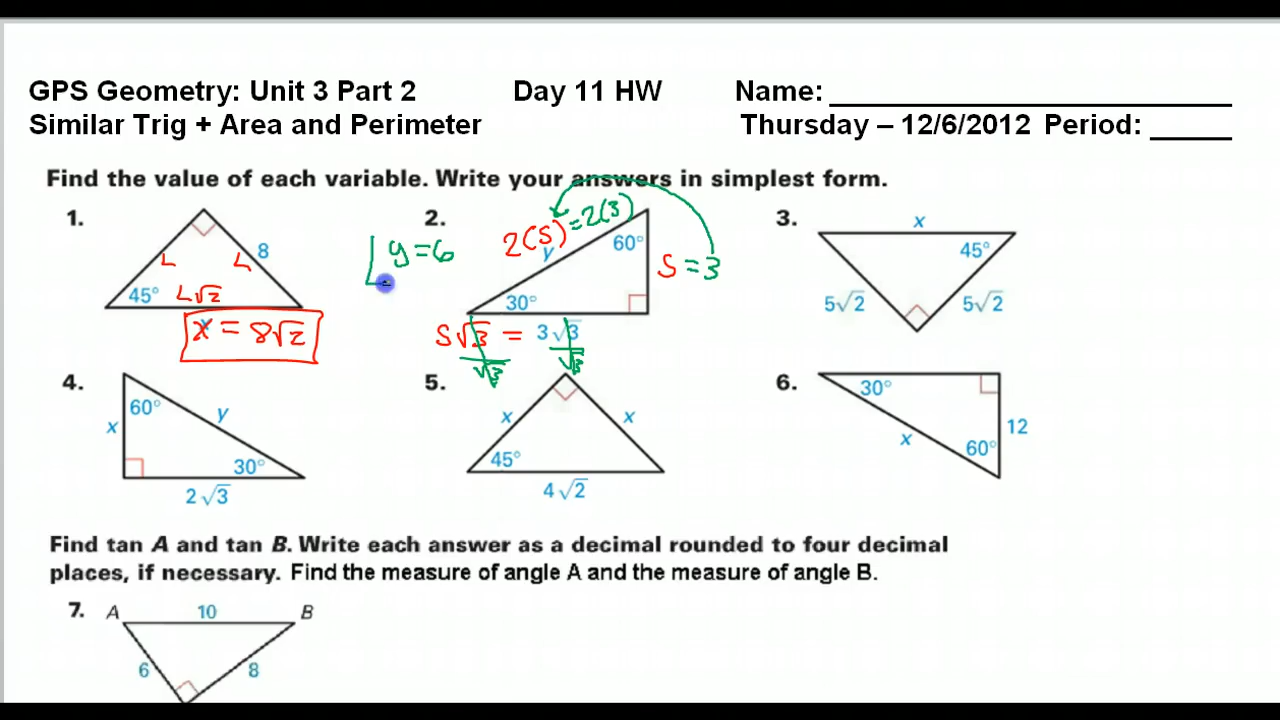 GPS Geometry: Unit 3 Part 2 Day 11 HW Name: ____________
Similar Trig + Area and Perimeter Thursday – 12/6/2012 Period: _____
Find the value of each variable. Write your answers in simplest form.
1.
L
L
8
45°
L√2
x = 8√2
2.
y = 6
2(S) = 2(3)
y
60°
S = 3
30°
S√3 = 3√3
√3 √3
3.
x
45°
5√2 5√2
4.
60°
y
x
30°
2√3
5.
x x
45°
4√2
6.
30°
12
x
60°
Find tan A and tan B. Write each answer as a decimal rounded to four decimal
places, if necessary. Find the measure of angle A and the measure of angle B.
7. A 10 B
6 8